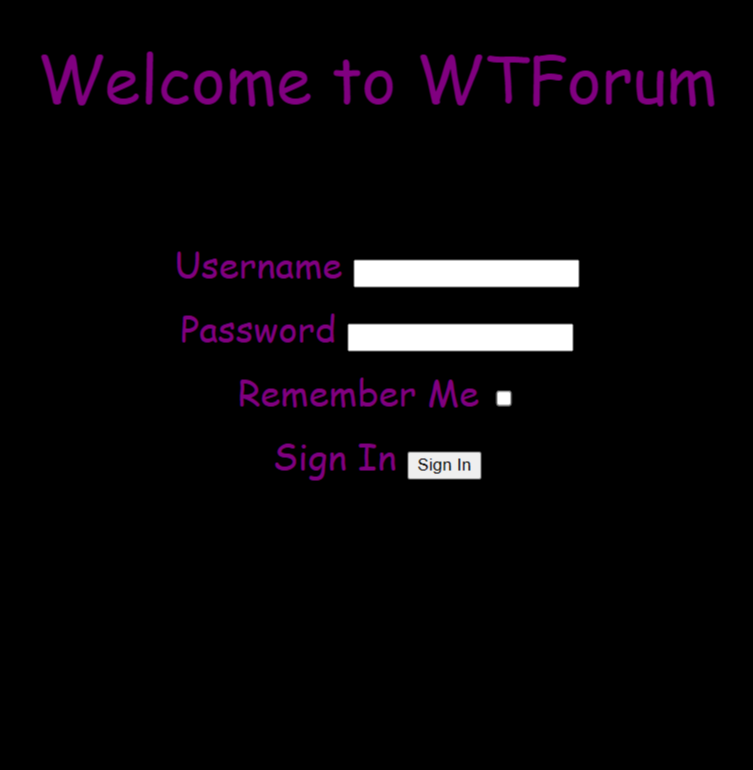 Welcome to WTForum
Username
Password
Remember Me
Sign In Sign In